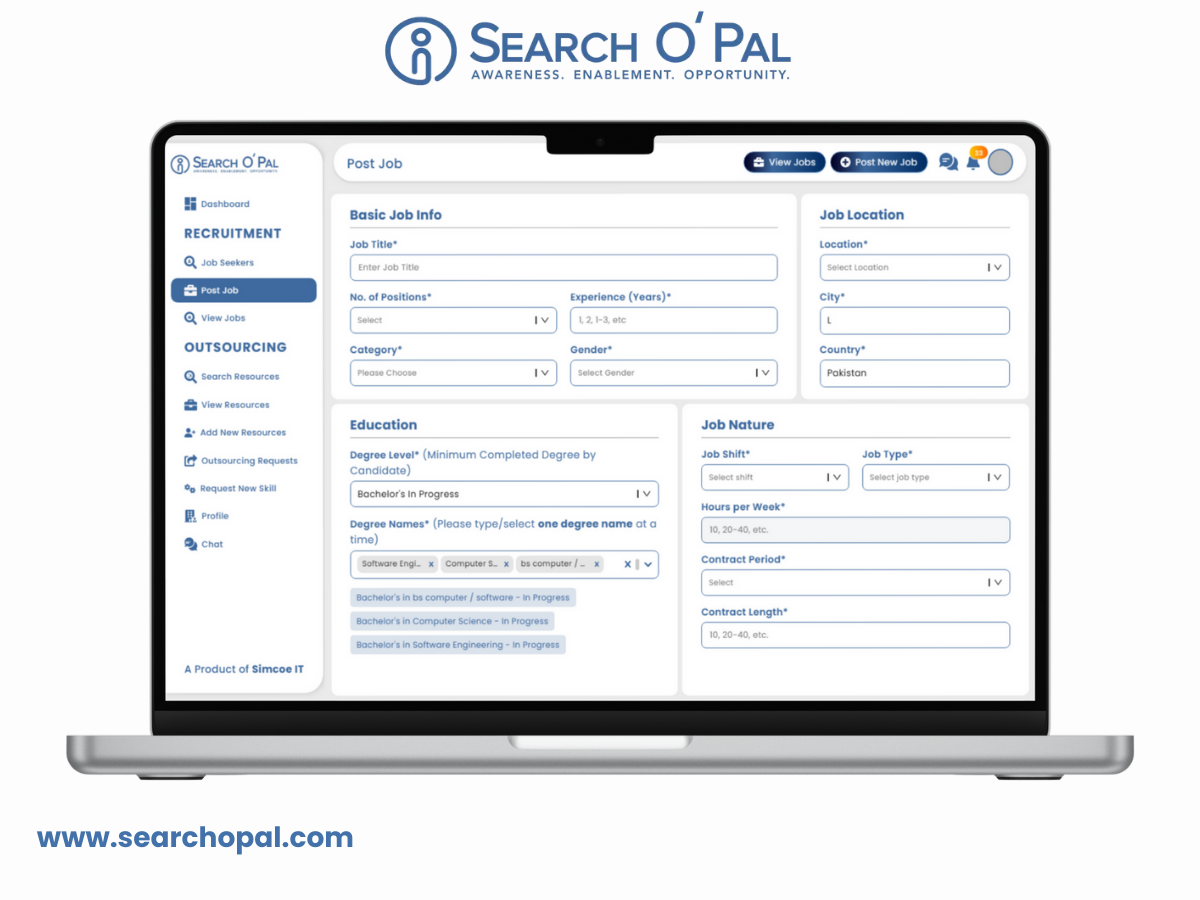 SEARCH O'PAL
AWARENESS. ENABLEMENT. OPPORTUNITY.
SEARCH O'PAL
AWARENESS. ENABLEMENT. OPPORTUNITY.
Dashboard
RECRUITMENT
Job Seekers
Post Job
View Jobs
OUTSOURCING
Search Resources
View Resources
Add New Resources
Outsourcing Requests
Request New Skill
Profile
Chat
A Product of Simcoe IT
Post Job
View Jobs
Post New Job
33
Basic Job Info
Job Title*
Enter Job Title
No. of Positions*
Experience (Years)*
Select
1, 2, 1-3, etc
Category*
Gender*
Please Choose
Select Gender
Job Location
Location*
Select Location
City*
L
Country*
Pakistan
Education
Degree Level* (Minimum Completed Degree by
Candidate)
Bachelor's In Progress
Degree Names* (Please type/select one degree name at a
time)
Software Engi... x Computer S... x bs computer / ... x
Bachelor's in bs computer / software - In Progress
Bachelor's in Computer Science - In Progress
Bachelor's in Software Engineering - In Progress
Job Nature
Job Shift*
Job Type*
Select shift
Select job type
Hours per Week*
10, 20-40, etc.
Contract Period*
Select
Contract Length*
10, 20-40, etc.
www.searchopal.com